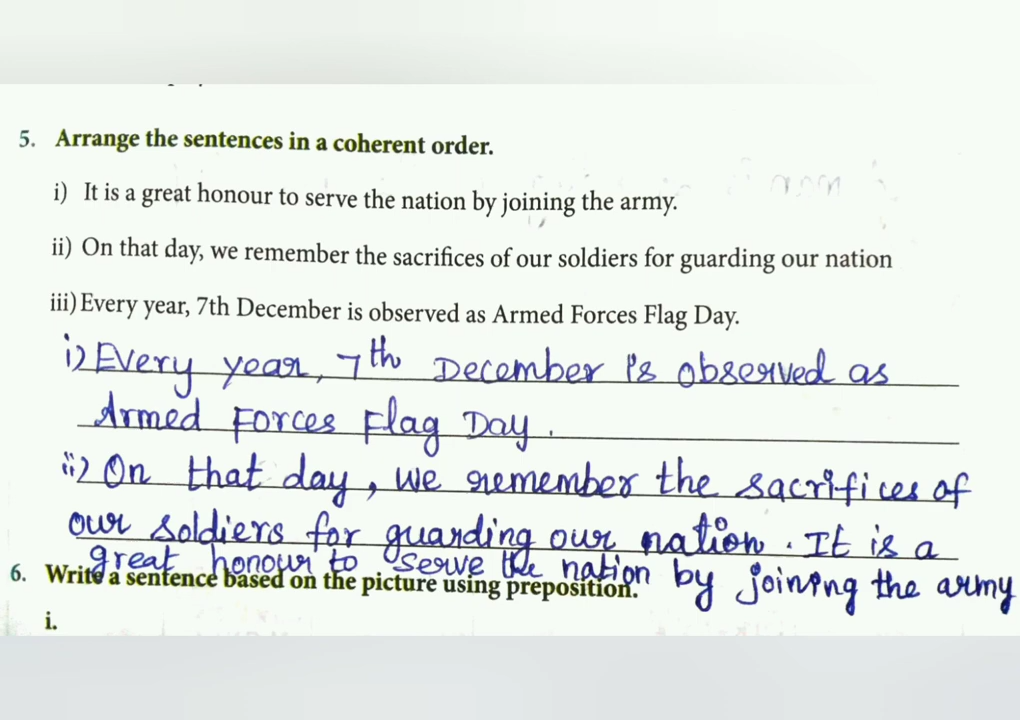 5. Arrange the sentences in a coherent order.
i) It is a great honour to serve the nation by joining the army.
ii) On that day, we remember the sacrifices of our soldiers for guarding our nation
iii) Every year, 7th December is observed as Armed Forces Flag Day.
i) Every year, 7th December is observed as
Armed Forces Flag Day.
ii) On that day, we remember the sacrifices of
our soldiers for guarding our nation. It is a
great honour to serve the nation by joining the army
6. Write a sentence based on the picture using preposition.
i.